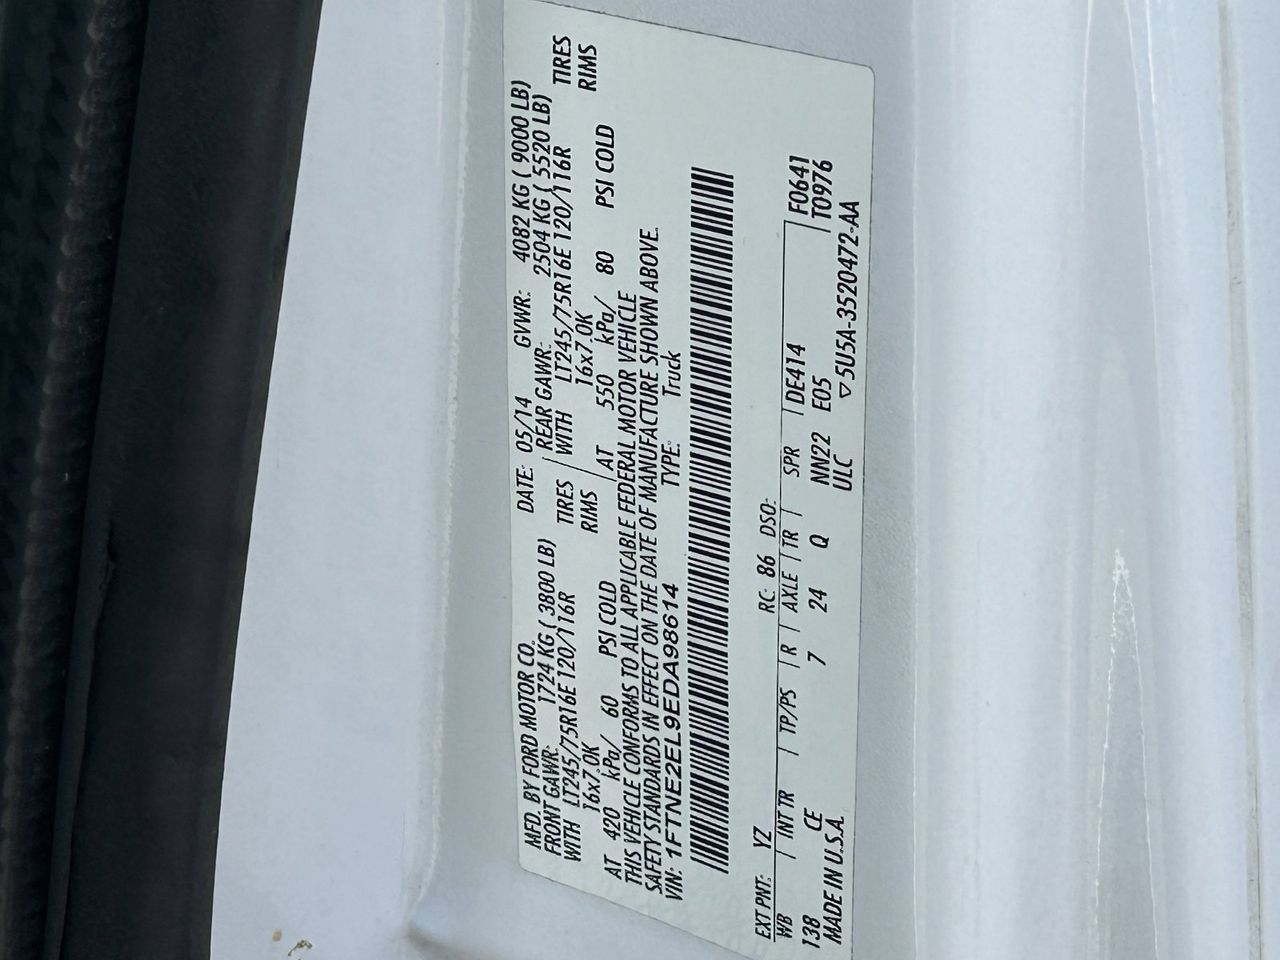 MFD. BY FORD MOTOR CO. DATE: 05/14 GVWR: 4082 KG ( 9000 LB)
FRONT GAWR: 1724 KG ( 3800 LB) REAR GAWR: 2504 KG ( 5520 LB)
WITH LT245/75R16E 120/116R TIRES WITH LT245/75R16E 120/116R TIRES
16x7.0K RIMS 16x7.0K RIMS
AT 420 kPa/ 60 PSI COLD AT 550 kPa/ 80 PSI COLD
THIS VEHICLE CONFORMS TO ALL APPLICABLE FEDERAL MOTOR VEHICLE
SAFETY STANDARDS IN EFFECT ON THE DATE OF MANUFACTURE SHOWN ABOVE.
VIN: 1FTNE2EL9EDA98614 TYPE: Truck
EXT PNT: YZ RC: 86 DSO:
WB INT TR TP/PS R AXLE TR SPR DE414 F0641
138 CE 7 24 Q NN22 E05 T0976
MADE IN U.S.A. ULC ▽ 5U5A-3520472-AA